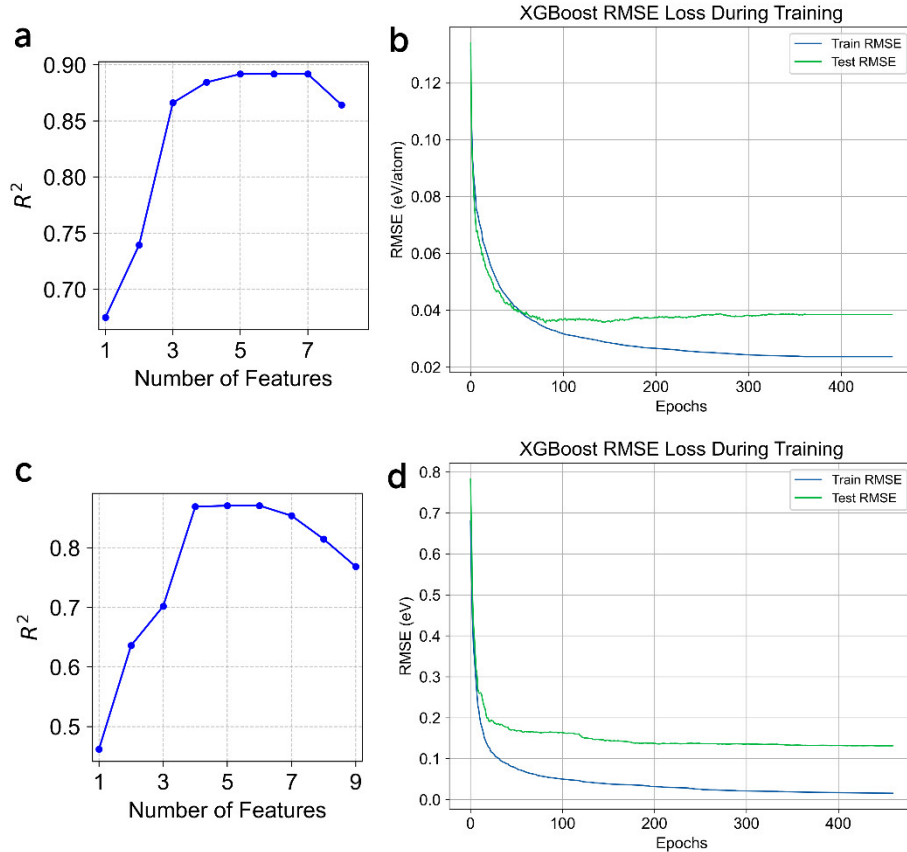 a
0.90
0.85
0.80
0.75
0.70
R²
1 3 5 7
Number of Features
b
XGBoost RMSE Loss During Training
Train RMSE
Test RMSE
0.12
0.10
0.08
0.06
0.04
0.02
RMSE (eV/atom)
0 100 200 300 400
Epochs
c
0.8
0.7
0.6
0.5
R²
1 3 5 7 9
Number of Features
d
XGBoost RMSE Loss During Training
Train RMSE
Test RMSE
0.8
0.7
0.6
0.5
0.4
0.3
0.2
0.1
0.0
RMSE (eV)
0 100 200 300 400
Epochs